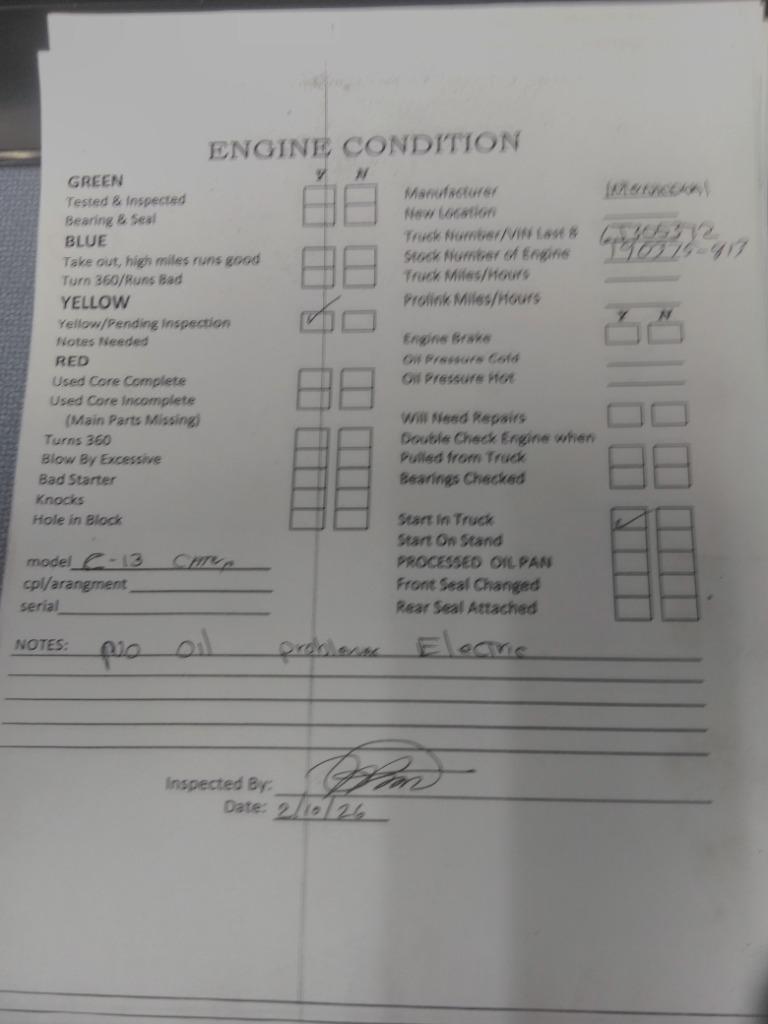 ENGINE CONDITION
Y N
GREEN
Tested & Inspected
Bearing & Seal
BLUE
Take out, high miles runs good
Turn 360/Runs Bad
YELLOW
Yellow/Pending Inspection
Notes Needed
RED
Used Core Complete
Used Core Incomplete
(Main Parts Missing)
Turns 360
Blow By Excessive
Bad Starter
Knocks
Hole in Block
model C-13
cpl/arangment
serial
Manufacturer
New Location
Truck Number/VIN Last 8
Stock Number of Engine
Truck Miles/Hours
Prolink Miles/Hours
Y N
Engine Brake
Oil Pressure Cold
Oil Pressure Hot
Will Need Repairs
Double Check Engine when
Pulled from Truck
Bearings Checked
Start In Truck
Start On Stand
PROCESSED OIL PAN
Front Seal Changed
Rear Seal Attached
NOTES: No Oil Electric
Inspected By:
Date: 2/10/26